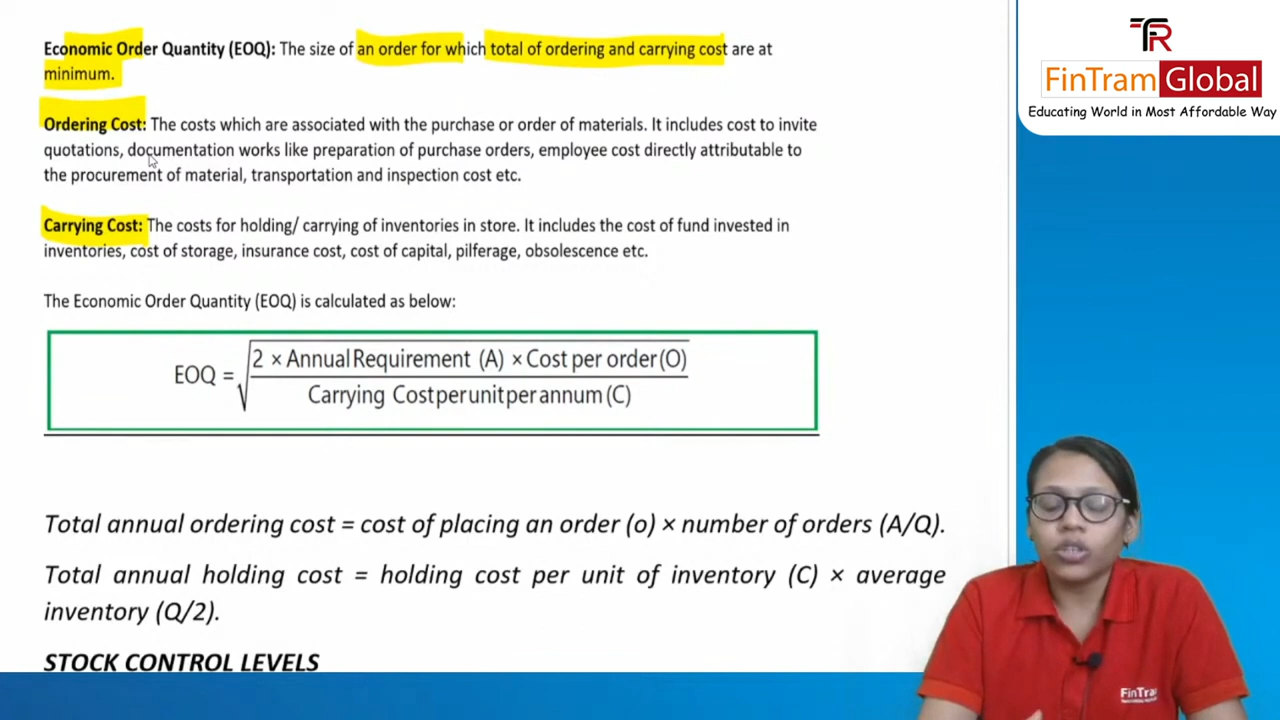 Economic Order Quantity (EOQ): The size of an order for which total of ordering and carrying cost are at
minimum.
Ordering Cost: The costs which are associated with the purchase or order of materials. It includes cost to invite
quotations, documentation works like preparation of purchase orders, employee cost directly attributable to
the procurement of material, transportation and inspection cost etc.
Carrying Cost: The costs for holding/ carrying of inventories in store. It includes the cost of fund invested in
inventories, cost of storage, insurance cost, cost of capital, pilferage, obsolescence etc.
The Economic Order Quantity (EOQ) is calculated as below:
2 × Annual Requirement (A) × Cost per order (O)
EOQ = √
Carrying Cost per unit per annum (C)
Total annual ordering cost = cost of placing an order (o) × number of orders (A/Q).
Total annual holding cost = holding cost per unit of inventory (C) × average
inventory (Q/2).
STOCK CONTROL LEVELS
FinTram Global
Educating World in Most Affordable Way
FinTra